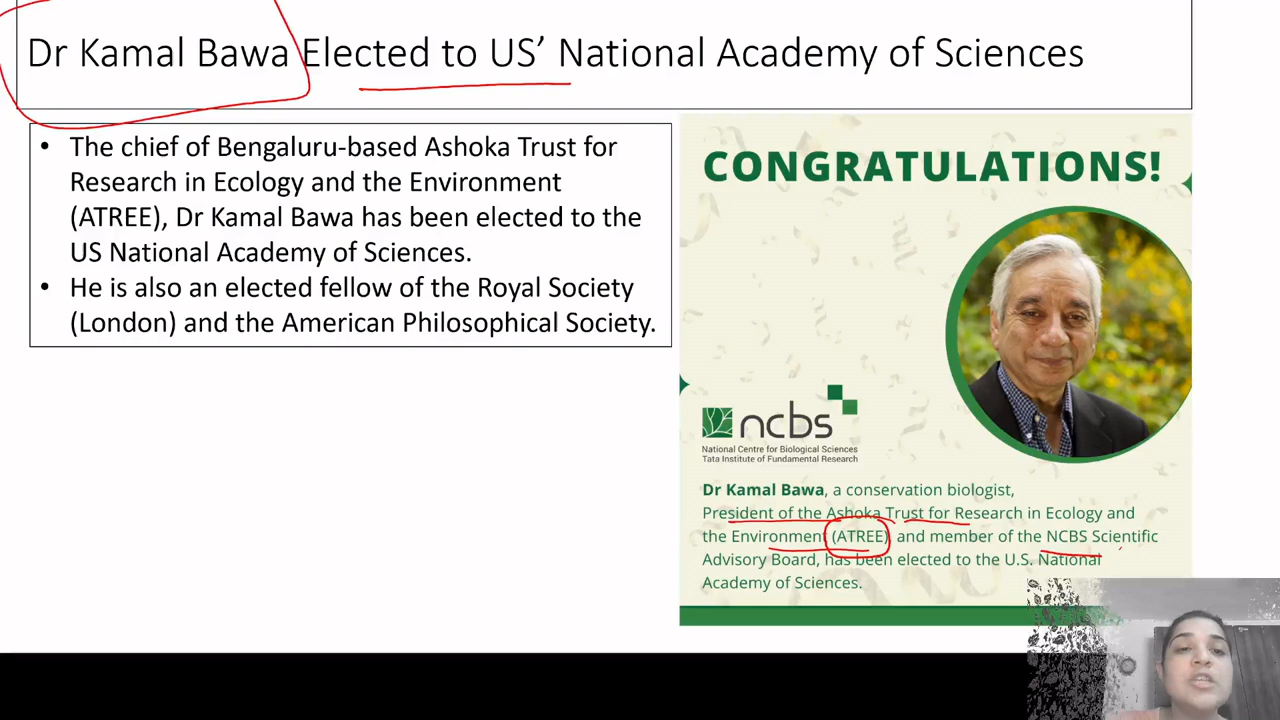 Dr Kamal Bawa Elected to US’ National Academy of Sciences
• The chief of Bengaluru-based Ashoka Trust for
Research in Ecology and the Environment
(ATREE), Dr Kamal Bawa has been elected to the
US National Academy of Sciences.
• He is also an elected fellow of the Royal Society
(London) and the American Philosophical Society.
CONGRATULATIONS!
ncbs
National Centre for Biological Sciences
Tata Institute of Fundamental Research
Dr Kamal Bawa, a conservation biologist,
President of the Ashoka Trust for Research in Ecology and
the Environment (ATREE), and member of the NCBS Scientific
Advisory Board, has been elected to the U.S. National
Academy of Sciences.